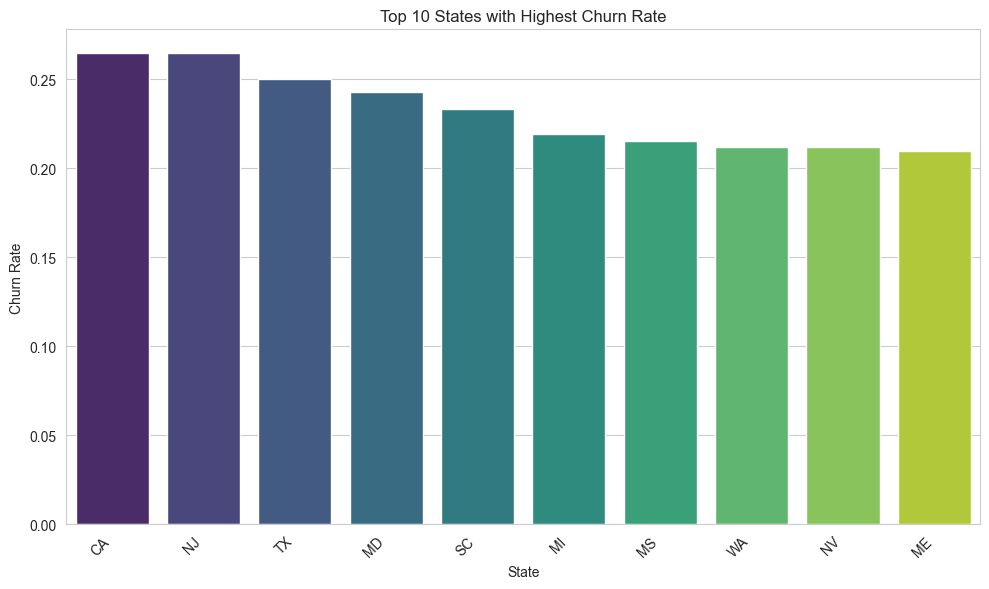 Top 10 States with Highest Churn Rate
Churn Rate
0.25
0.20
0.15
0.10
0.05
0.00
CA NJ TX MD SC MI MS WA NV ME
State